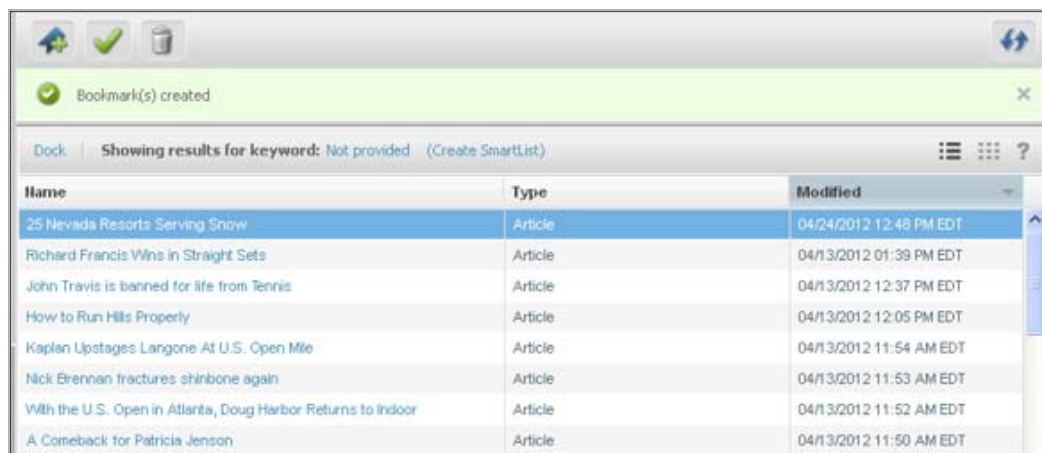 Bookmark(s) created
Dock | Showing results for keyword: Not provided (Create SmartList) ?
Name Type Modified
25 Nevada Resorts Serving Snow Article 04/24/2012 12:48 PM EDT
Richard Francis Wins in Straight Sets Article 04/13/2012 01:39 PM EDT
John Travis is banned for life from Tennis Article 04/13/2012 12:37 PM EDT
How to Run Hills Properly Article 04/13/2012 12:05 PM EDT
Kaplan Upstages Langone At U.S. Open Mile Article 04/13/2012 11:54 AM EDT
Nick Brennan fractures shinbone again Article 04/13/2012 11:53 AM EDT
With the U.S. Open in Atlanta, Doug Harbor Returns to Indoor Article 04/13/2012 11:52 AM EDT
A Comeback for Patricia Jenson Article 04/13/2012 11:50 AM EDT